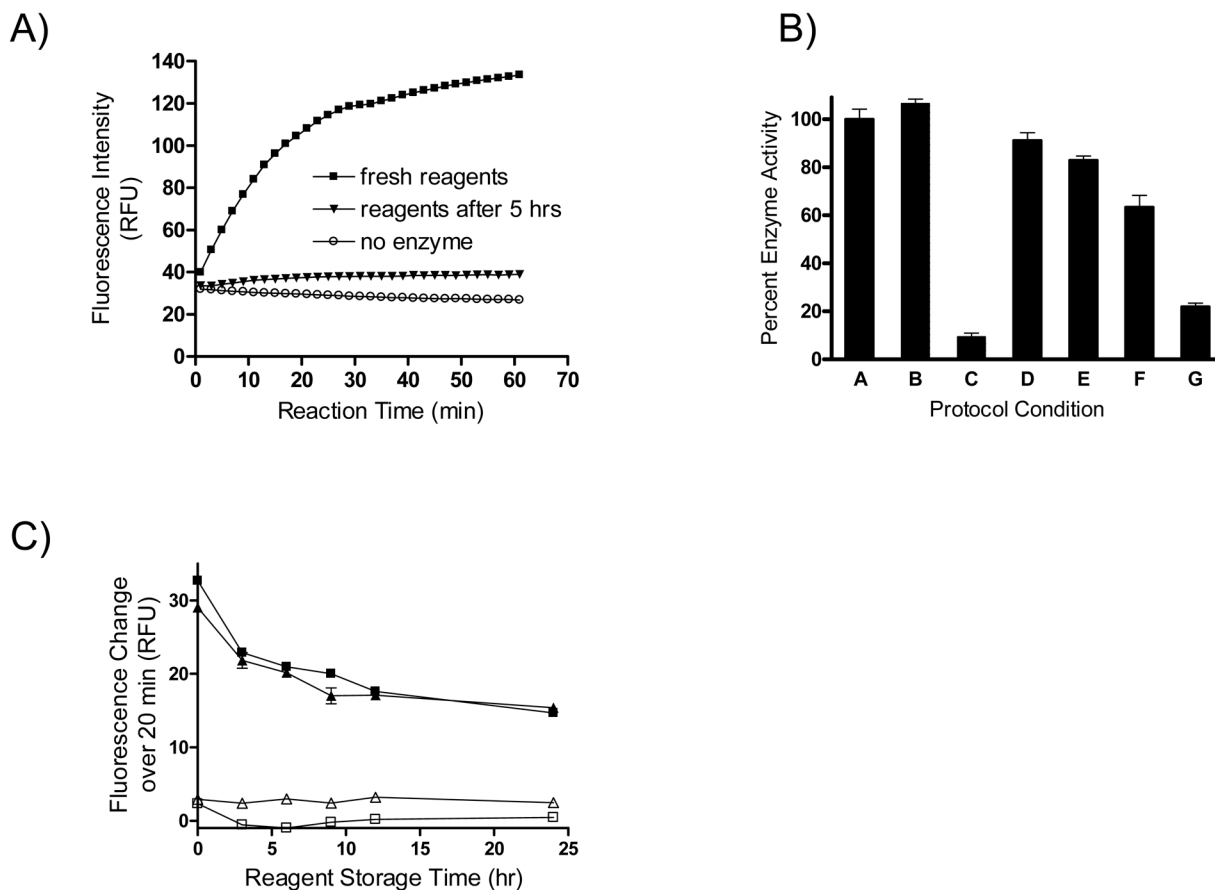 A)
Fluorescence Intensity
(RFU)
140
120
100
80
60
40
20
0
fresh reagents
reagents after 5 hrs
no enzyme
0 10 20 30 40 50 60 70
Reaction Time (min)
B)
Percent Enzyme Activity
100
80
60
40
20
0
A B C D E F G
Protocol Condition
C)
Fluorescence Change
over 20 min (RFU)
30
20
10
0
0 5 10 15 20 25
Reagent Storage Time (hr)